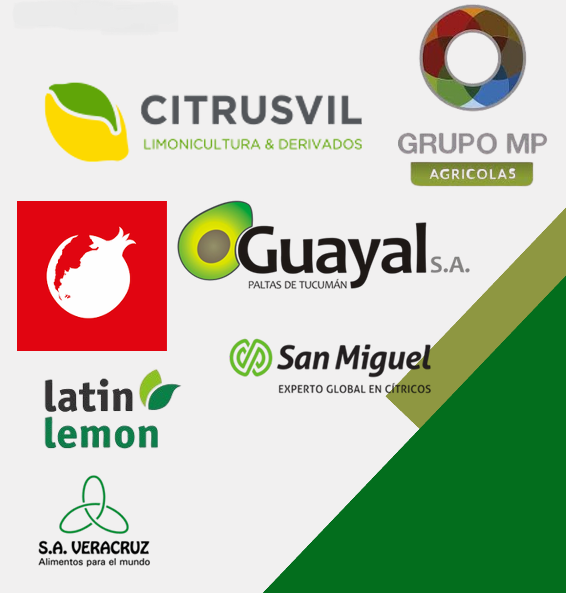 CITRUSVIL
LIMONICULTURA & DERIVADOS
GRUPO MP
AGRICOLAS
Guayal S.A.
PALTAS DE TUCUMÁN
San Miguel
EXPERTO GLOBAL EN CÍTRICOS
latin
lemon
S.A. VERACRUZ
Alimentos para el mundo